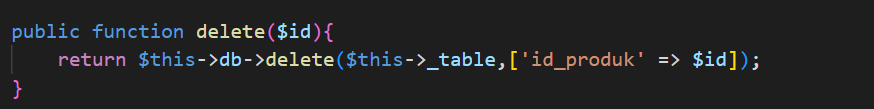 public function delete($id){
    return $this->db->delete($this->_table,['id_produk' => $id]);
}